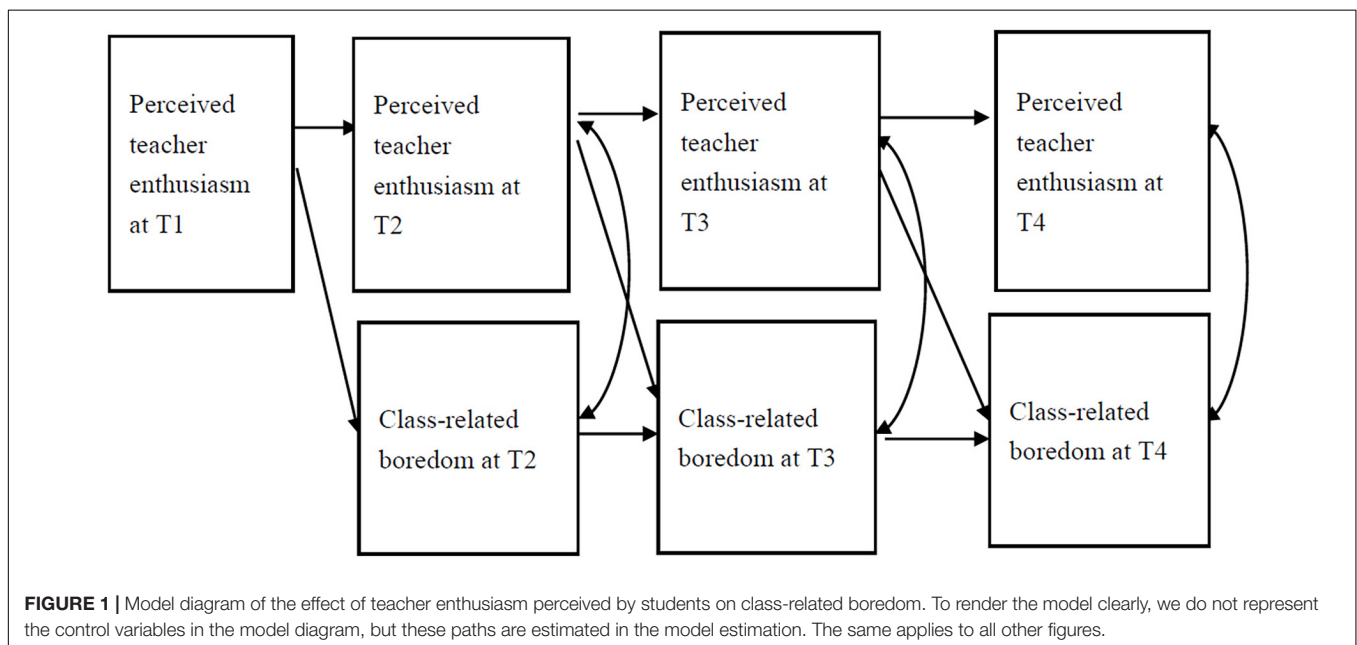 Perceived
teacher
enthusiasm
at T1
Perceived
teacher
enthusiasm at
T2
Perceived
teacher
enthusiasm at
T3
Perceived
teacher
enthusiasm at
T4
Class-related
boredom at T2
Class-related
boredom at T3
Class-related
boredom at T4
FIGURE 1 | Model diagram of the effect of teacher enthusiasm perceived by students on class-related boredom. To render the model clearly, we do not represent
the control variables in the model diagram, but these paths are estimated in the model estimation. The same applies to all other figures.